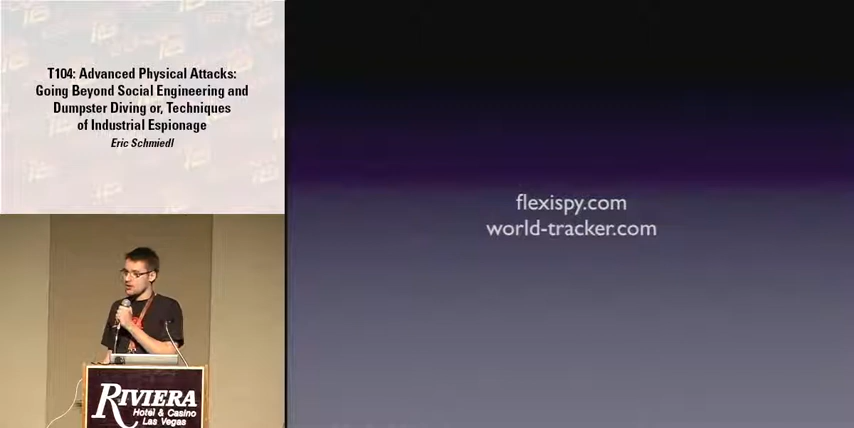 T104: Advanced Physical Attacks:
Going Beyond Social Engineering and
Dumpster Diving or, Techniques
of Industrial Espionage
Eric Schmiedl
flexispy.com
world-tracker.com
RIVIERA
Hotel & Casino
Las Vegas